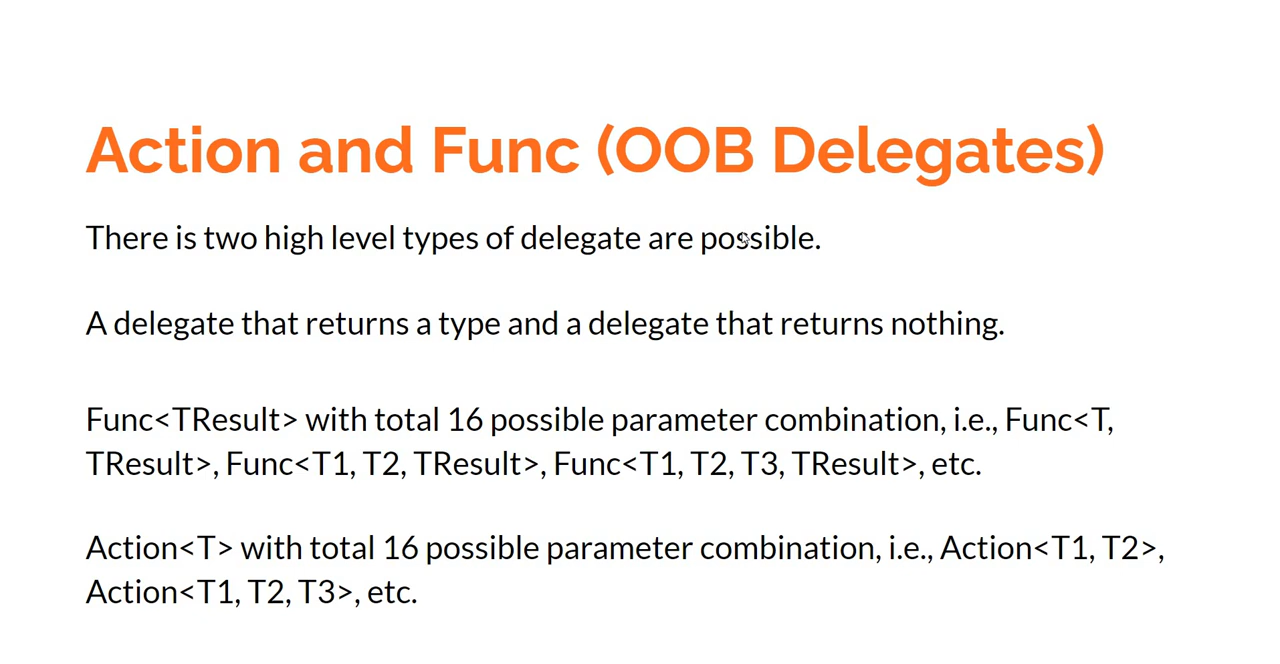 Action and Func (OOB Delegates)
There is two high level types of delegate are possible.
A delegate that returns a type and a delegate that returns nothing.
Func<TResult> with total 16 possible parameter combination, i.e., Func<T,
TResult>, Func<T1, T2, TResult>, Func<T1, T2, T3, TResult>, etc.
Action<T> with total 16 possible parameter combination, i.e., Action<T1, T2>,
Action<T1, T2, T3>, etc.